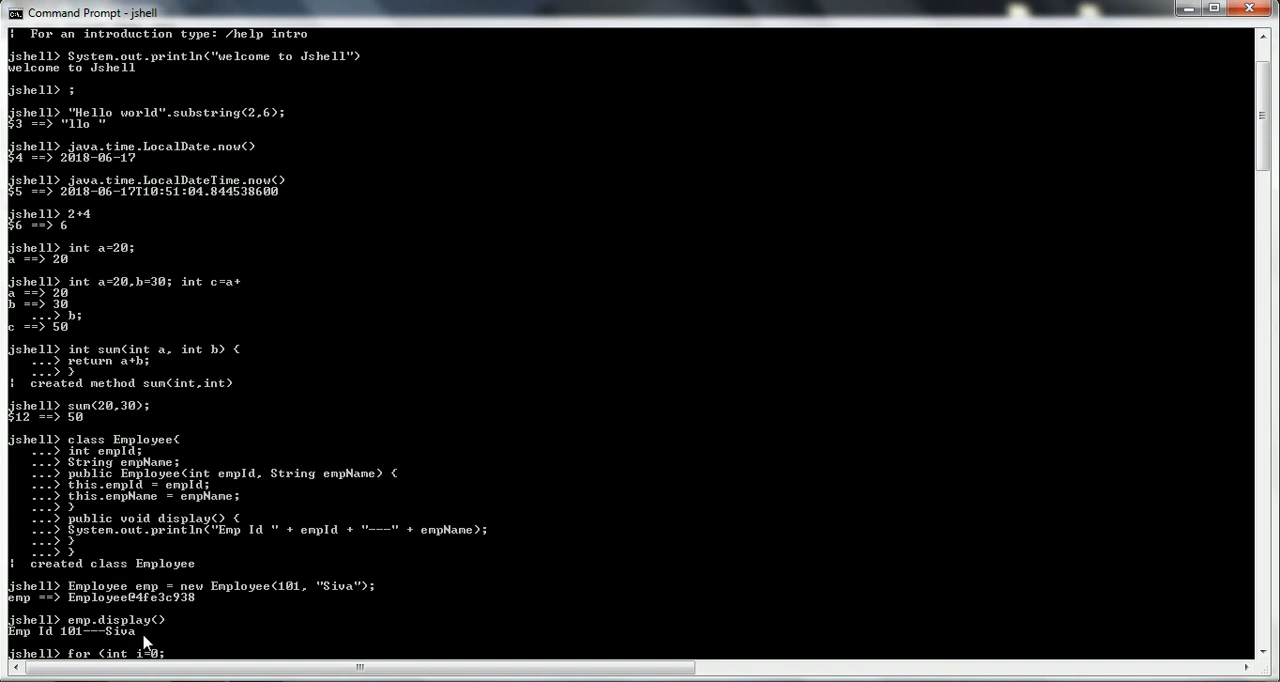 Command Prompt - jshell
|  For an introduction type: /help intro
jshell> System.out.println("welcome to Jshell")
welcome to Jshell
jshell> ;
jshell> "Hello world".substring(2,6);
$3 ==> "llo "
jshell> java.time.LocalDate.now()
$4 ==> 2018-06-17
jshell> java.time.LocalDateTime.now()
$5 ==> 2018-06-17T10:51:04.844538600
jshell> 2+4
$6 ==> 6
jshell> int a=20;
a ==> 20
jshell> int a=20,b=30; int c=a+
a ==> 20
b ==> 30
   ...> b;
c ==> 50
jshell> int sum(int a, int b) {
   ...> return a+b;
   ...> }
|  created method sum(int,int)
jshell> sum(20,30);
$12 ==> 50
jshell> class Employee{
   ...> int empId;
   ...> String empName;
   ...> public Employee(int empId, String empName) {
   ...> this.empId = empId;
   ...> this.empName = empName;
   ...> }
   ...> public void display() {
   ...> System.out.println("Emp Id " + empId + "---" + empName);
   ...> }
   ...> }
|  created class Employee
jshell> Employee emp = new Employee(101, "Siva");
emp ==> Employee@4fe3c938
jshell> emp.display()
Emp Id 101---Siva
jshell> for (int i=0;